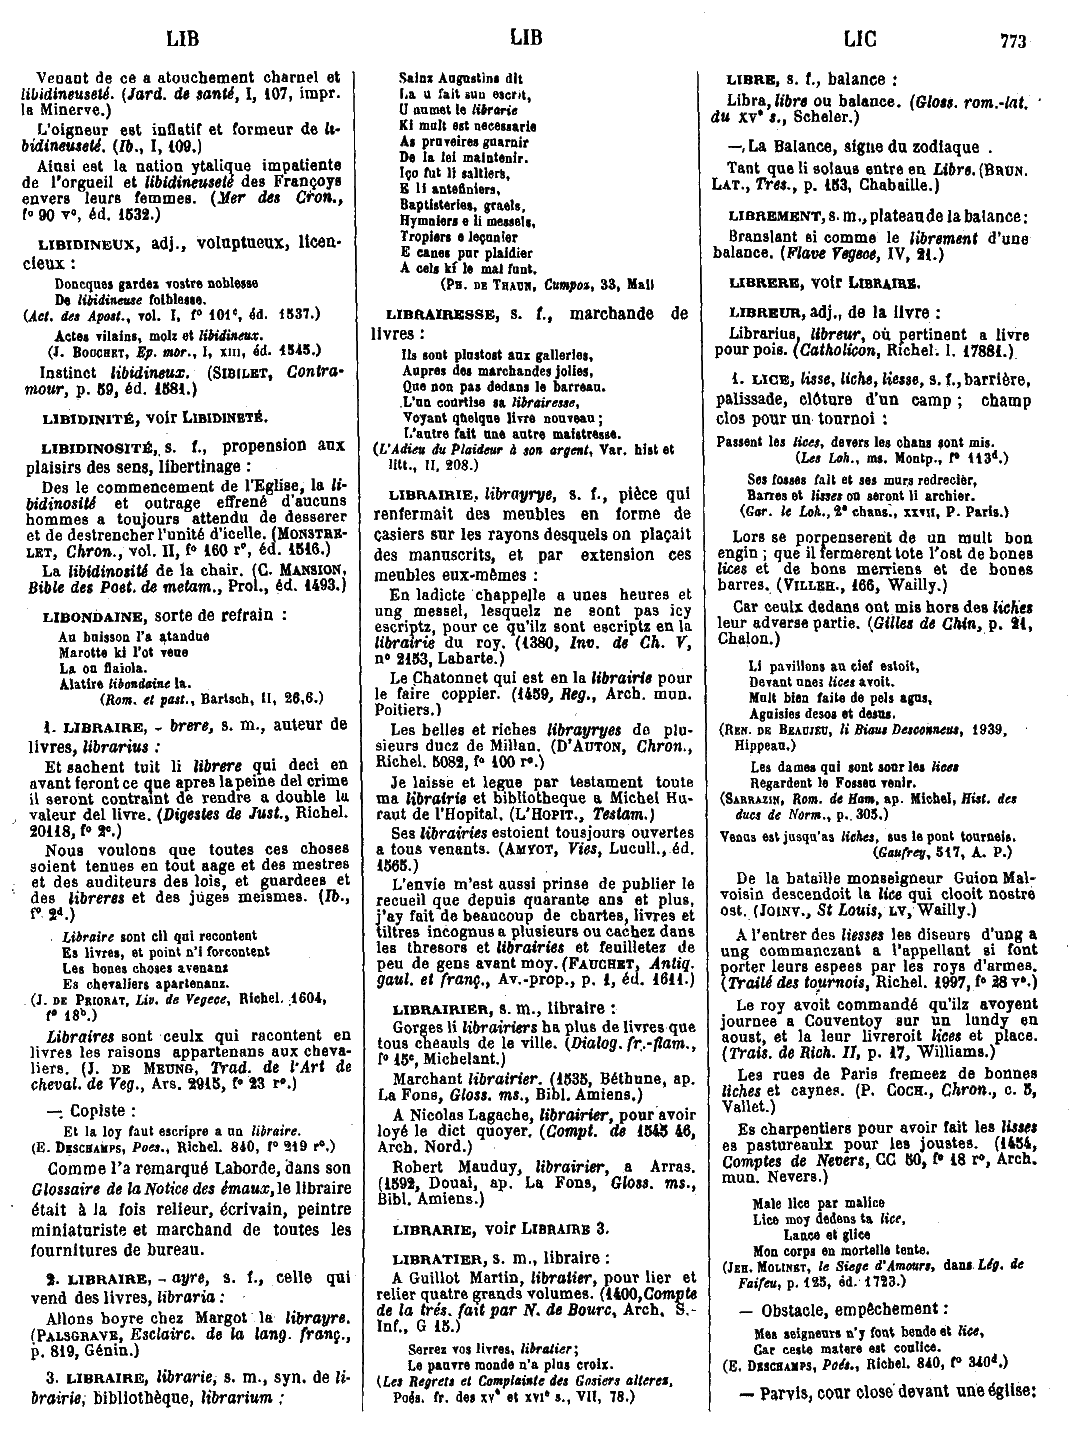 LIB
LIB
LIC
773
Venant de ce a atouchement charnel et
libidineuseté. (Jard. de santé, I, 107, impr.
la Minerve.)
L'oigneur est inflatif et formeur de li-
bidineuseté. (Ib., I, 109.)
Ainsi est la nation ytalique impatiente
de l'orgueil et libidineuseté des Françoys
envers leurs femmes. (Mer des Cron.,
f° 90 v°, éd. 1532.)
LIBIDINEUX, adj., voluptueux, licen-
cieux :
Doncques gardez vostre noblesse
De libidineuse folblesse.
(Act. des Apost., vol. I, f° 101c, éd. 1537.)
Actes vilains, molz et libidineux.
(J. BOUCHET, Ep. mor., I, XIII, éd. 1545.)
Instinct libidineux. (SIBILET, Contra-
mour, p. 59, éd. 1581.)
LIBIDINITÉ, voir LIBIDINETÉ.
LIBIDINOSITÉ, s. f., propension aux
plaisirs des sens, libertinage :
Des le commencement de l'Eglise, la li-
bidinosité et outrage effrené d'aucuns
hommes a toujours attendu de desserer
et de destrencher l'unité d'icelle. (MONSTRE-
LET, Chron., vol. II, f° 160 r°, éd. 1516.)
La libidinosité de la chair. (C. MANSION,
Bible des Poet. de metam., Prol., éd. 1493.)
LIBONDAINE, sorte de refrain :
Au buisson l'a atandue
Marotte ki l'ot veue
La ou flaiola.
Alatire libondaine la.
(Rom. et past., Bartsch, II, 26,6.)
1. LIBRAIRE, - brere, s. m., auteur de
livres, librarius :
Et sachent tuit li librere qui deci en
avant feront ce que apres la peine del crime
il seront contraint de rendre a double la
valeur del livre. (Digestes de Just., Richel.
20118, f° 2c.)
Nous voulons que toutes ces choses
soient tenues en tout aage et des mestres
et des auditeurs des lois, et guardees et
des libreres et des juges meismes. (Ib.,
f° 2d.)
Libraire sont cil qui recontent
Es livres, et point n'i forcontent
Les bones choses avenanz
Es chevaliers apartenanz.
(J. DE PRIORAT, Liv. de Vegece, Richel. 1604,
f° 18b.)
Libraires sont ceulx qui racontent en
livres les raisons appartenans aux cheva-
liers. (J. DE MEUNG, Trad. de l'Art de
cheval. de Veg., Ars. 2915, f° 23 r°.)
— Copiste :
Et la loy faut escripre a un libraire.
(E. DESCHAMPS, Poes., Richel. 840, f° 219 r°.)
Comme l'a remarqué Laborde, dans son
Glossaire de la Notice des émaux, le libraire
était à la fois relieur, écrivain, peintre
miniaturiste et marchand de toutes les
fournitures de bureau.
2. LIBRAIRE, - ayre, s. f., celle qui
vend des livres, libraria :
Allons boyre chez Margot la librayre.
(PALSGRAVE, Esclairc. de la lang. franç.,
p. 819, Génin.)
3. LIBRAIRE, librarie, s. m., syn. de li-
brairie, bibliothèque, librarium :
Sainz Augustins dit
La u fait sun escrit,
U numet le librarie
Ki mult est necessarie
As pruveires guarnir
De la lei maintenir.
Iço fut li saltiers,
E li antefiniers,
Baptisteries, graels,
Hymniers e li messels,
Tropiers e leçunier
E canes pur plaidier
A cels kí le mal funt.
(PH. DE THAUN, Cumpoz, 33, Mall
LIBRAIRESSE, s. f., marchande de
livres :
Ils sont plustost aux galleries,
Aupres des marchandes jolies,
Que non pas dedans le barreau.
L'un courtise sa librairesse,
Voyant quelque livre nouveau ;
L'autre fait une autre maistresse.
(L'Adieu du Plaideur à son argent, Var. hist et
litt., II, 208.)
LIBRAIRIE, librayrye, s. f., pièce qui
renfermait des meubles en forme de
casiers sur les rayons desquels on plaçait
des manuscrits, et par extension ces
meubles eux-mêmes :
En ladicte chappelle a unes heures et
ung messel, lesquelz ne sont pas icy
escriptz, pour ce qu'ilz sont escriptz en la
librairie du roy. (1380, Inv. de Ch. V,
n° 2153, Labarte.)
Le Chatonnet qui est en la librairie pour
le faire coppier. (1459, Reg., Arch. mun.
Poitiers.)
Les belles et riches librayryes do plu-
sieurs ducz de Millan. (D'AUTON, Chron.,
Richel. 5082, f° 100 r°.)
Je laisse et legue par testament toute
ma librairie et bibliotheque a Michel Hu-
raut de l'Hopital. (L'HOPIT., Testam.)
Ses librairies estoient tousjours ouvertes
a tous venants. (AMYOT, Vies, Lucull., éd.
1565.)
L'envie m'est aussi prinse de publier le
recueil que depuis quarante ans et plus,
j'ay fait de beaucoup de chartes, livres et
tiltres incognus a plusieurs ou cachez dans
les thresors et librairies et feuilletez de
peu de gens avant moy. (FAUCHET, Antiq.
gaul. et franç., Av.-prop., p. 1, éd. 1611.)
LIBRAIRIER, s. m., libraire :
Gorges li librairiers ha plus de livres que
tous cheauls de le ville. (Dialog. fr.-flam.,
f° 15c, Michelant.)
Marchant librairier. (1535, Béthune, ap.
La Fons, Gloss. ms., Bibl. Amiens.)
A Nicolas Lagache, librairier, pour avoir
loyé le dict quoyer. (Compt. de 1545 46,
Arch. Nord.)
Robert Mauduy, librairier, a Arras.
(1592, Douai, ap. La Fons, Gloss. ms.,
Bibl. Amiens.)
LIBRARIE, voir LIBRAIRE 3.
LIBRATIER, s. m., libraire :
A Guillot Martin, libratier, pour lier et
relier quatre grands volumes. (1400, Compte
de la trés. fait par N. de Bourc, Arch. S.-
Inf., G 15.)
Serrez vos livres, libratier ;
Le pauvre monde n'a plus croix.
(Les Regrets et Complainte des Gosiers alterez,
Poés. fr. des xve et xvie s., VII, 78.)
LIBRE, s. f., balance :
Libra, libre ou balance. (Gloss. rom.-lat.
du XVe s., Scheler.)
—, La Balance, signe du zodiaque .
Tant que li solaus entre en Libre. (BRUN.
LAT., Tres., p. 153, Chabaille.)
LIBREMENT, s. m., plateau de la balance :
Branslant si comme le librement d'une
balance. (Flave Vegece, IV, 21.)
LIBRERE, voir LIBRAIRE.
LIBREUR, adj., de la livre :
Librarius, libreur, où pertinent a livre
pour pois. (Catholicon, Richel. l. 17881.)
1. LICE, lisse, liche, liesse, s. f., barrière,
palissade, clôture d'un camp ; champ
clos pour un tournoi :
Passent les lices, devers les chans sont mis.
(Les Loh., ms. Montp., f° 113d.)
Ses fosses fait et ses murs redrecier,
Barres et lisses ou seront li archier.
(Gar. le Loh., 2e chans., XXVII, P. Paris.)
Lors se porpenserent de un mult bon
engin ; que il fermerent tote l'ost de bones
lices et de bons merriens et de bones
barres. (VILLEH., 166, Wailly.)
Car ceulx dedans ont mis hors des liches
leur adverse partie. (Gilles de Chin, p. 21,
Chalon.)
Li pavillons au cief estoit,
Devant unes lices avoit.
Mult bien faite de pels agus,
Aguisies desos et desus.
(REN. DE BEAUJEU, li Biaus Desconneus, 1939,
Hippeau.)
Les dames qui sont sour les lices
Regardent le Fosseu venir.
(SARRAZIN, Rom. de Ham, ap. Michel, Hist. des
ducs de Norm., p. 305.)
Venus est jusqu'as liches, sus le pont tourneis.
(Gaufrey, 517, A. P.)
De la bataille monseigneur Guion Mal-
voisin descendoit la lice qui clooit nostre
ost. (JOINV., St Louis, LV, Wailly.)
A l'entrer des liesses les diseurs d'ung a
ung commanczant a l'appellant si font
porter leurs espees par les roys d'armes.
(Traité des tournois, Richel. 1997, f° 28 v°.)
Le roy avoit commandé qu'ilz avoyent
journee a Couventoy sur un lundy en
aoust, et la leur livreroit lices et place.
(Trais. de Rich. II, p. 17, Williams.)
Les rues de Paris fremeez de bonnes
liches et caynes. (P. COCH., Chron., c. 5,
Vallet.)
Es charpentiers pour avoir fait les lisses
es pastureaulx pour les joustes. (1454,
Comptes de Nevers, CC 50, f° 18 r°, Arch.
mun. Nevers.)
Male lice par malice
Lice moy dedens ta lice,
Lance et glice
Mon corps en mortelle tente.
(JEH. MOLINET, le Siege d'Amours, dans Lég. de
Faifeu, p. 125, éd. 1723.)
— Obstacle, empêchement :
Mes seigneurs n'y font bende et lice,
Car ceste matere est coulice.
(E. DESCHAMPS, Poés., Richel. 840, f° 340d.)
— Parvis, cour close devant une église :